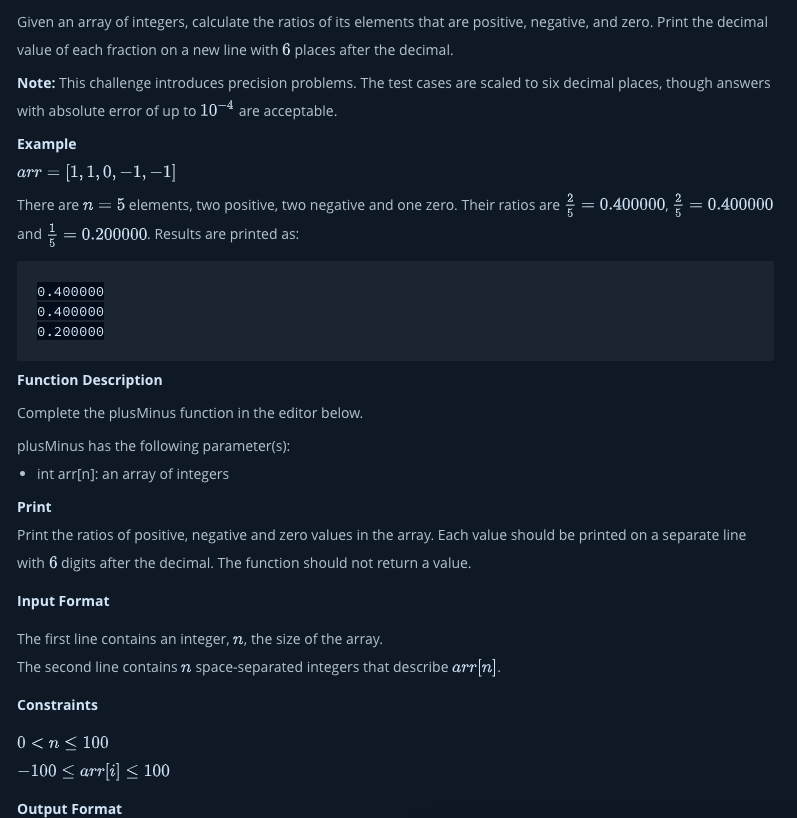 Given an array of integers, calculate the ratios of its elements that are positive, negative, and zero. Print the decimal
value of each fraction on a new line with 6 places after the decimal.
Note: This challenge introduces precision problems. The test cases are scaled to six decimal places, though answers
with absolute error of up to 10⁻⁴ are acceptable.
Example
arr = [1, 1, 0, −1, −1]
There are n = 5 elements, two positive, two negative and one zero. Their ratios are 2/5 = 0.400000, 2/5 = 0.400000
and 1/5 = 0.200000. Results are printed as:
0.400000
0.400000
0.200000
Function Description
Complete the plusMinus function in the editor below.
plusMinus has the following parameter(s):
• int arr[n]: an array of integers
Print
Print the ratios of positive, negative and zero values in the array. Each value should be printed on a separate line
with 6 digits after the decimal. The function should not return a value.
Input Format
The first line contains an integer, n, the size of the array.
The second line contains n space-separated integers that describe arr[n].
Constraints
0 < n ≤ 100
−100 ≤ arr[i] ≤ 100
Output Format